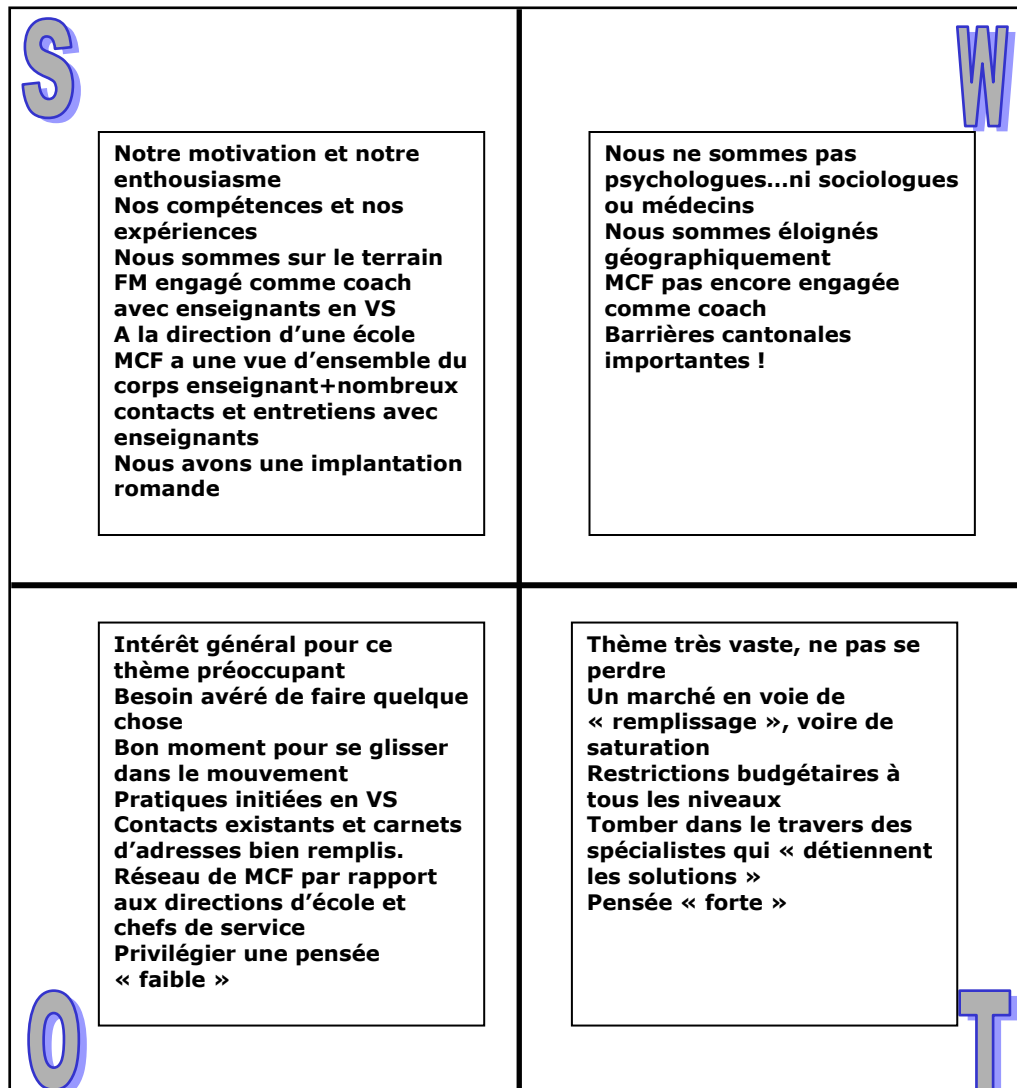 S
Notre motivation et notre
enthousiasme
Nos compétences et nos
expériences
Nous sommes sur le terrain
FM engagé comme coach
avec enseignants en VS
A la direction d'une école
MCF a une vue d'ensemble du
corps enseignant+nombreux
contacts et entretiens avec
enseignants
Nous avons une implantation
romande
W
Nous ne sommes pas
psychologues...ni sociologues
ou médecins
Nous sommes éloignés
géographiquement
MCF pas encore engagée
comme coach
Barrières cantonales
importantes !
Intérêt général pour ce
thème préoccupant
Besoin avéré de faire quelque
chose
Bon moment pour se glisser
dans le mouvement
Pratiques initiées en VS
Contacts existants et carnets
d'adresses bien remplis.
Réseau de MCF par rapport
aux directions d'école et
chefs de service
Privilégier une pensée
« faible »
O
Thème très vaste, ne pas se
perdre
Un marché en voie de
« remplissage », voire de
saturation
Restrictions budgétaires à
tous les niveaux
Tomber dans le travers des
spécialistes qui « détiennent
les solutions »
Pensée « forte »
T